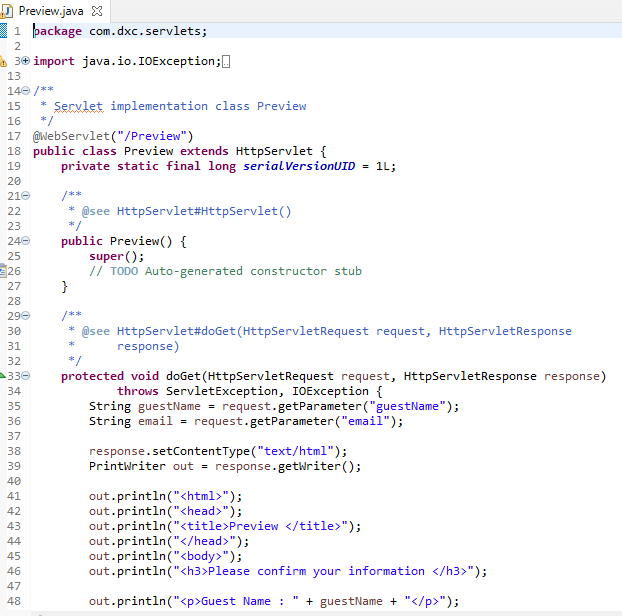 Preview.java
1 package com.dxc.servlets;
2
3 import java.io.IOException;
13
14 /**
15 * Servlet implementation class Preview
16 */
17 @WebServlet("/Preview")
18 public class Preview extends HttpServlet {
19 private static final long serialVersionUID = 1L;
20
21 /**
22 * @see HttpServlet#HttpServlet()
23 */
24 public Preview() {
25 super();
26 // TODO Auto-generated constructor stub
27 }
28
29 /**
30 * @see HttpServlet#doGet(HttpServletRequest request, HttpServletResponse
31 * response)
32 */
33 protected void doGet(HttpServletRequest request, HttpServletResponse response)
34 throws ServletException, IOException {
35 String guestName = request.getParameter("guestName");
36 String email = request.getParameter("email");
37
38 response.setContentType("text/html");
39 PrintWriter out = response.getWriter();
40
41 out.println("<html>");
42 out.println("<head>");
43 out.println("<title>Preview </title>");
44 out.println("</head>");
45 out.println("<body>");
46 out.println("<h3>Please confirm your information </h3>");
47
48 out.println("<p>Guest Name : " + guestName + "</p>");